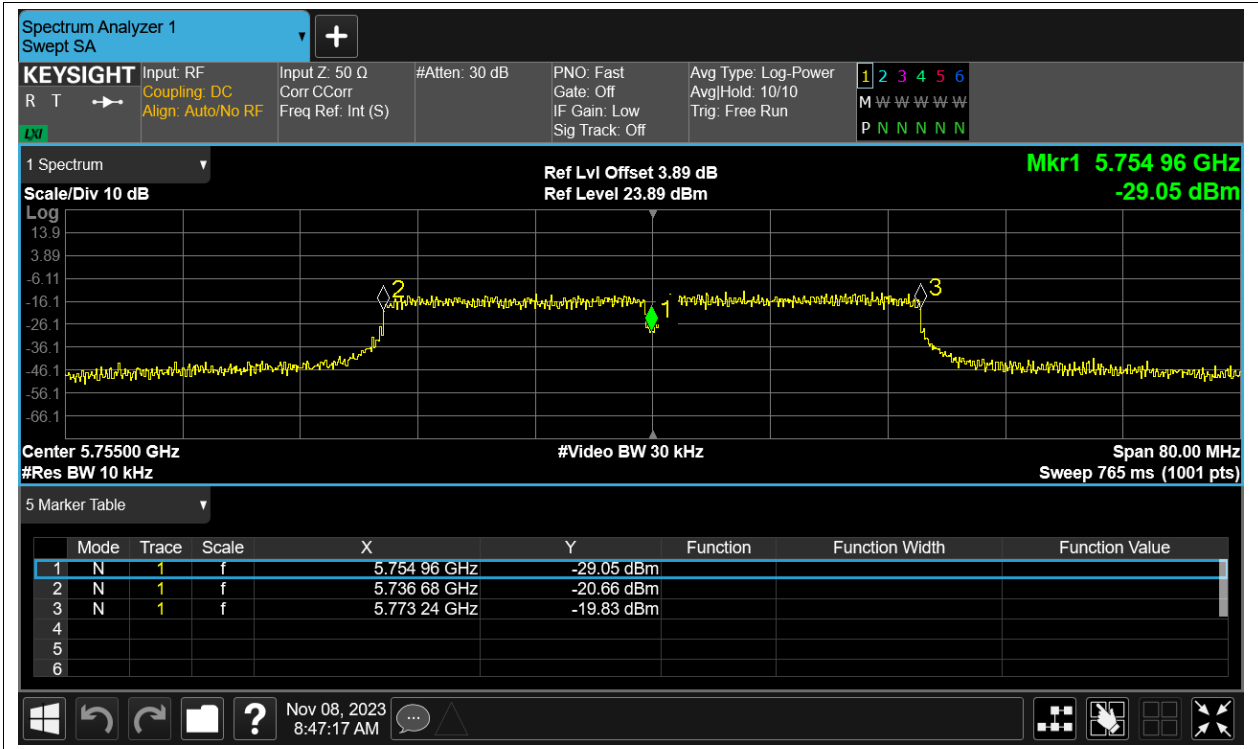 Spectrum Analyzer 1
Swept SA
KEYSIGHT
R T
LXI
Input: RF
Coupling: DC
Align: Auto/No RF
Input Z: 50 Ω
Corr CCorr
Freq Ref: Int (S)
#Atten: 30 dB
PNO: Fast
Gate: Off
IF Gain: Low
Sig Track: Off
Avg Type: Log-Power
Avg|Hold: 10/10
Trig: Free Run
1 2 3 4 5 6
M W W W W W
P N N N N N
1 Spectrum
Scale/Div 10 dB
Ref Lvl Offset 3.89 dB
Ref Level 23.89 dBm
Mkr1 5.754 96 GHz
-29.05 dBm
Log
13.9
3.89
-6.11
-16.1
-26.1
-36.1
-46.1
-56.1
-66.1
2
1
3
Center 5.75500 GHz
#Video BW 30 kHz
Span 80.00 MHz
#Res BW 10 kHz
Sweep 765 ms (1001 pts)
5 Marker Table
Mode Trace Scale X Y Function Function Width Function Value
1 N 1 f 5.754 96 GHz -29.05 dBm
2 N 1 f 5.736 68 GHz -20.66 dBm
3 N 1 f 5.773 24 GHz -19.83 dBm
4
5
6
?
Nov 08, 2023
8:47:17 AM